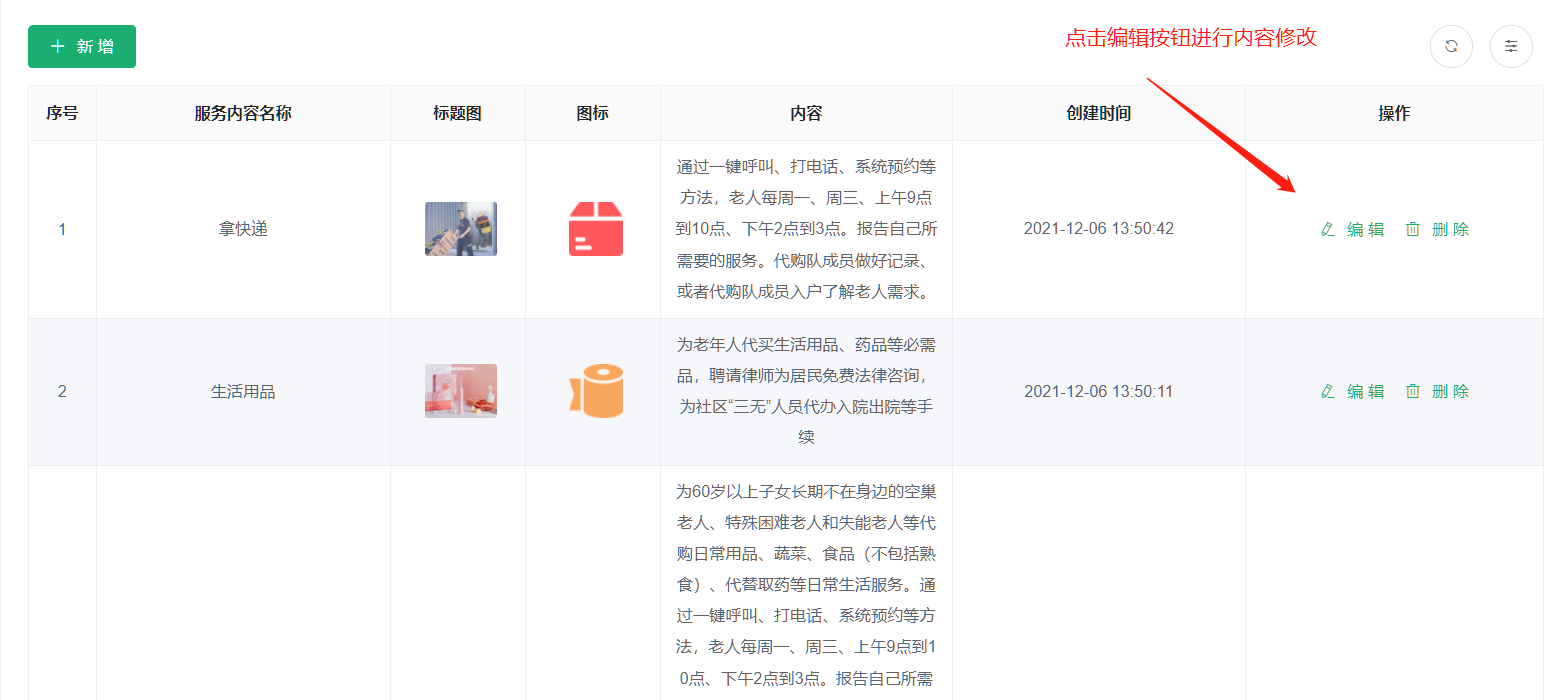 新 增
点击编辑按钮进行内容修改
序号 服务内容名称 标题图 图标 内容 创建时间 操作
通过一键呼叫、打电话、系统预约等
方法，老人每周一、周三、上午9点
1 拿快递 到10点、下午2点到3点。报告自己所 2021-12-06 13:50:42 编 辑 删 除
需要的服务。代购队成员做好记录、
或者代购队成员入户了解老人需求。
为老年人代买生活用品、药品等必需
品，聘请律师为居民免费法律咨询，
2 生活用品 2021-12-06 13:50:11 编 辑 删 除
为社区“三无”人员代办入院出院等手
续
为60岁以上子女长期不在身边的空巢
老人、特殊困难老人和失能老人等代
购日常用品、蔬菜、食品（不包括熟
食）、代替取药等日常生活服务。通
过一键呼叫、打电话、系统预约等方
法，老人每周一、周三、上午9点到1
0点、下午2点到3点。报告自己所需